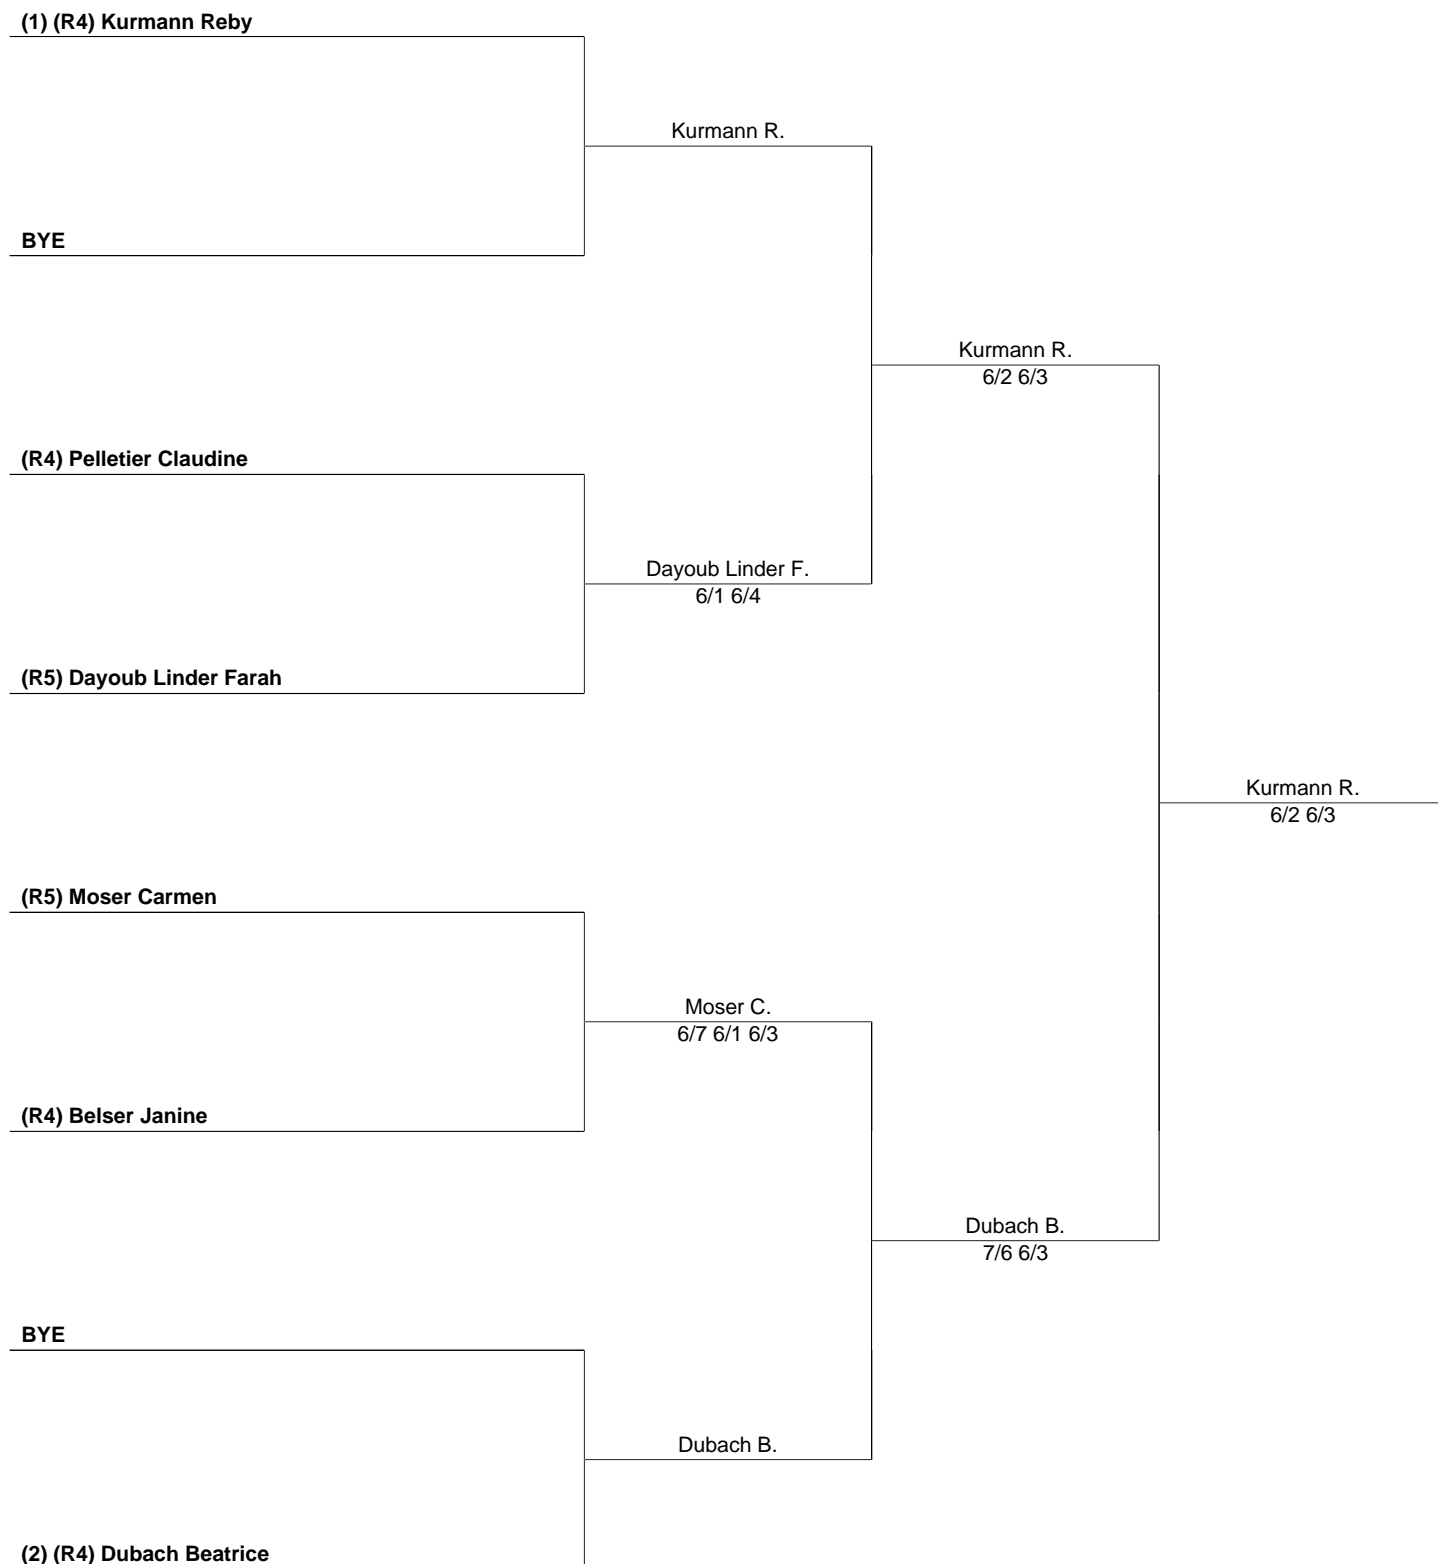 (1) (R4) Kurmann Reby
Kurmann R.
BYE
Kurmann R.
6/2 6/3
(R4) Pelletier Claudine
Dayoub Linder F.
6/1 6/4
(R5) Dayoub Linder Farah
Kurmann R.
6/2 6/3
(R5) Moser Carmen
Moser C.
6/7 6/1 6/3
(R4) Belser Janine
Dubach B.
7/6 6/3
BYE
Dubach B.
(2) (R4) Dubach Beatrice